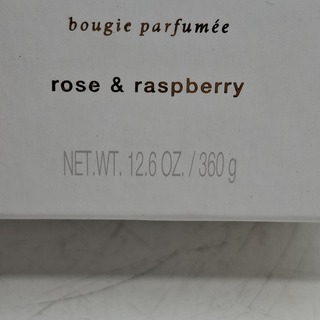 bougie parfumée
rose & raspberry
NET.WT. 12.6 OZ. / 360 g